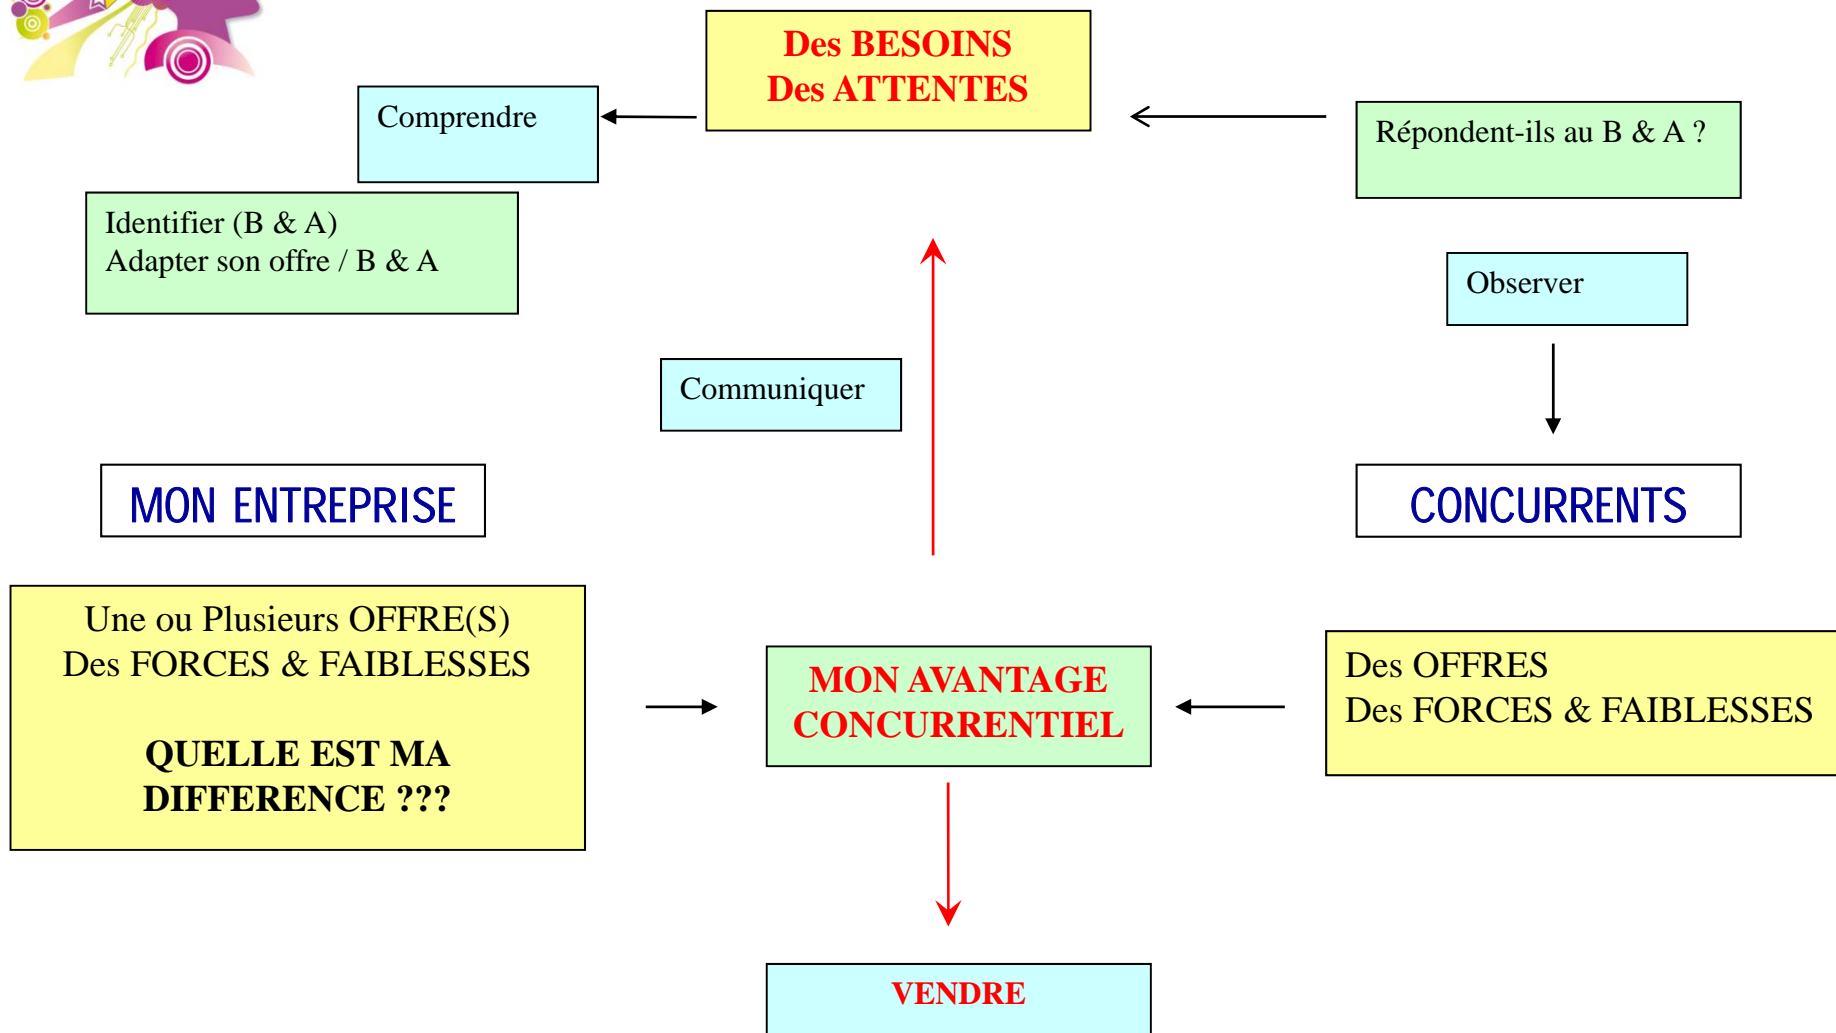 Des BESOINS
Des ATTENTES
Comprendre
Répondent-ils au B & A ?
Identifier (B & A)
Adapter son offre / B & A
Observer
Communiquer
MON ENTREPRISE
CONCURRENTS
Une ou Plusieurs OFFRE(S)
Des FORCES & FAIBLESSES
QUELLE EST MA
DIFFERENCE ???
MON AVANTAGE
CONCURRENTIEL
Des OFFRES
Des FORCES & FAIBLESSES
VENDRE